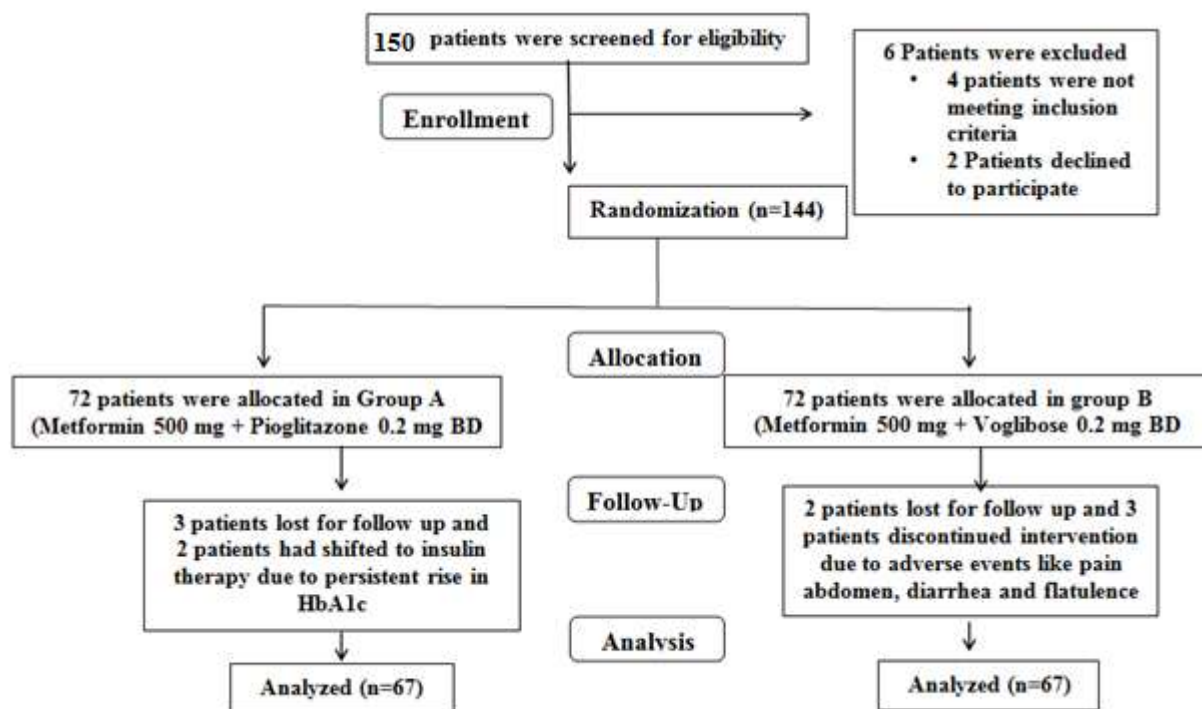 150 patients were screened for eligibility
6 Patients were excluded
• 4 patients were not
meeting inclusion
criteria
• 2 Patients declined
to participate
Enrollment
Randomization (n=144)
Allocation
72 patients were allocated in Group A
(Metformin 500 mg + Pioglitazone 0.2 mg BD
72 patients were allocated in group B
(Metformin 500 mg + Voglibose 0.2 mg BD
Follow-Up
3 patients lost for follow up and
2 patients had shifted to insulin
therapy due to persistent rise in
HbA1c
2 patients lost for follow up and 3
patients discontinued intervention
due to adverse events like pain
abdomen, diarrhea and flatulence
Analysis
Analyzed (n=67)
Analyzed (n=67)